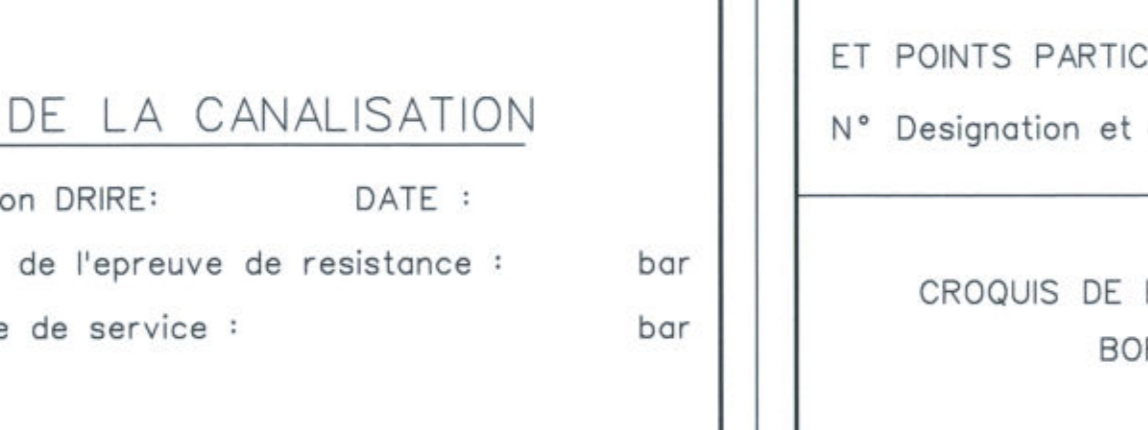 DE LA CANALISATION
on DRIRE: DATE :
de l'epreuve de resistance : bar
e de service : bar
ET POINTS PARTIC
N° Designation et
CROQUIS DE
BO